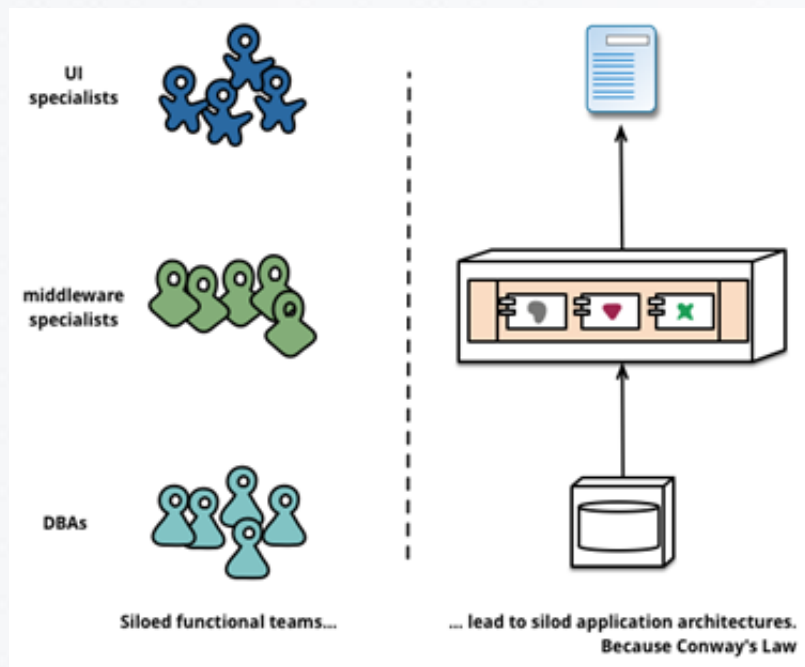 UI
specialists
middleware
specialists
DBAs
Siloed functional teams...
... lead to silod application architectures.
Because Conway's Law